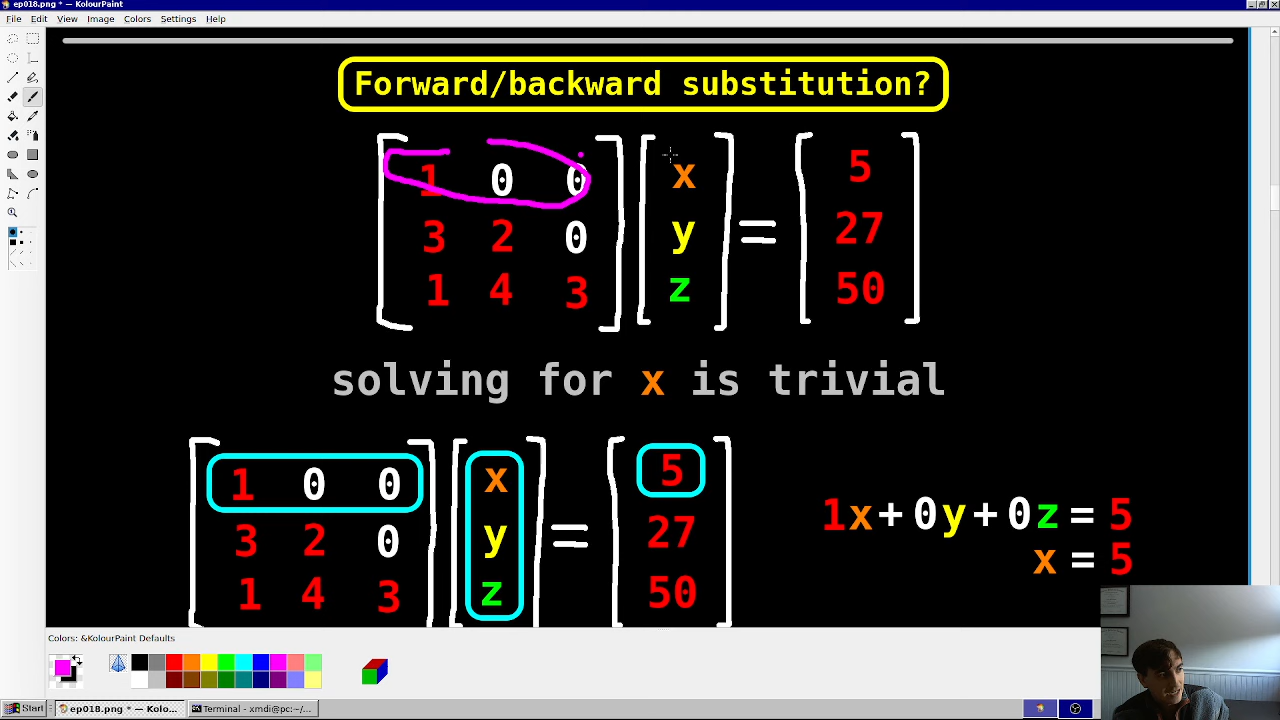 ep018.png * — KolourPaint
File Edit View Image Colors Settings Help
Forward/backward substitution?
1 0 0 x 5
3 2 0 y = 27
1 4 3 z 50
solving for x is trivial
1 0 0 x 5
3 2 0 y = 27
1 4 3 z 50
1x+0y+0z=5
x=5
Colors: &KolourPaint Defaults
Start ep018.png * — Kolo... Terminal - xmdi@pc:~/...